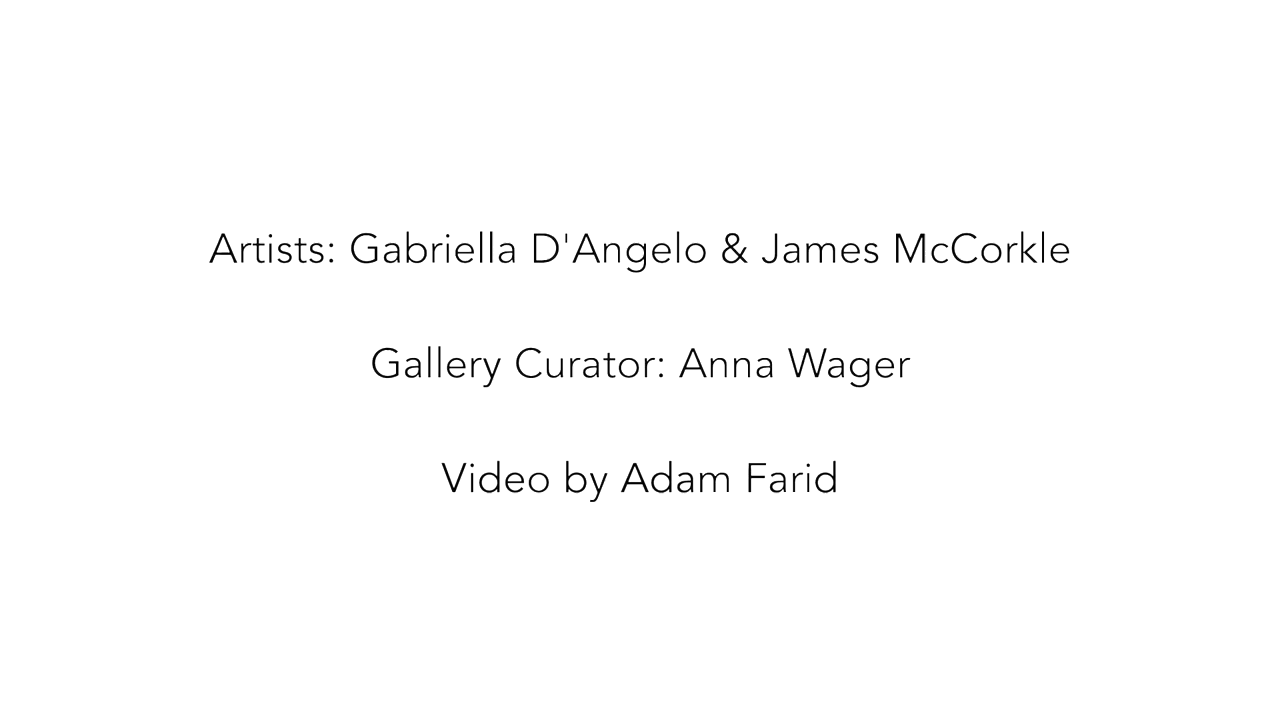 Artists: Gabriella D'Angelo & James McCorkle
Gallery Curator: Anna Wager
Video by Adam Farid